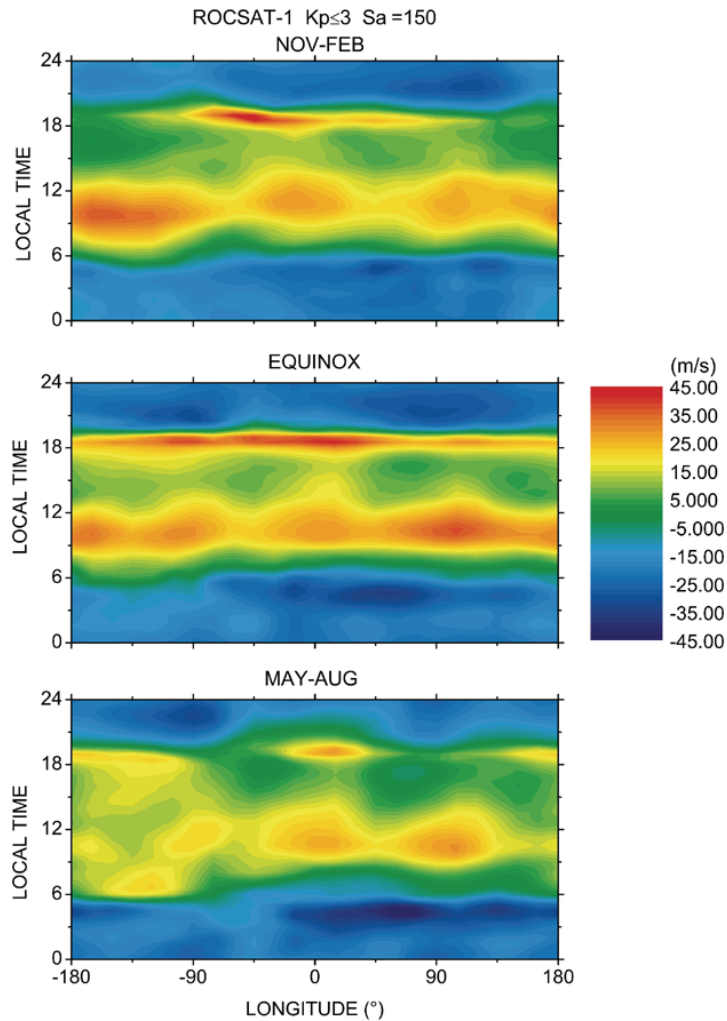 ROCSAT-1 Kp≤3 Sa =150
NOV-FEB
24
18
12
6
0
LOCAL TIME
EQUINOX
24
18
12
6
0
LOCAL TIME
(m/s)
45.00
35.00
25.00
15.00
5.000
-5.000
-15.00
-25.00
-35.00
-45.00
MAY-AUG
24
18
12
6
0
LOCAL TIME
-180 -90 0 90 180
LONGITUDE (°)